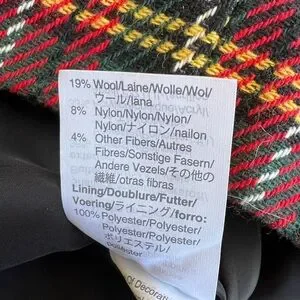 19% Wool/Laine/Wolle/Wol/
ウール/lana
8% Nylon/Nylon/Nylon/
Nylon/ナイロン/nailon
4% Other Fibers/Autres
Fibres/Sonstige Fasern/
Andere Vezels/その他の
繊維/otras fibras
Lining/Doublure/Futter/
Voering/ライニング/forro:
100% Polyester/Polyester/
Polyester/Polyester/
ポリエステル/
poliéster
Decorati